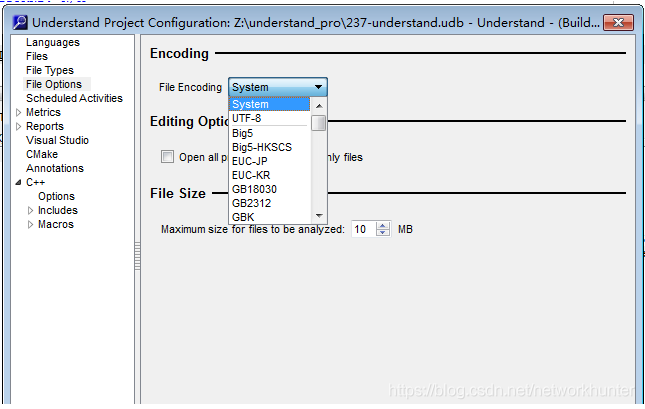 Understand Project Configuration: Z:\understand_pro\237-understand.udb - Understand - (Build...
Languages
Files
File Types
File Options
Scheduled Activities
Metrics
Reports
Visual Studio
CMake
Annotations
C++
Options
Includes
Macros
Encoding
File Encoding
System
System
UTF-8
Big5
Big5-HKSCS
EUC-JP
EUC-KR
GB18030
GB2312
GBK
Editing Optio
Open all p nly files
File Size
Maximum size for files to be analyzed: 10 MB
https://blog.csdn.net/networkhunter